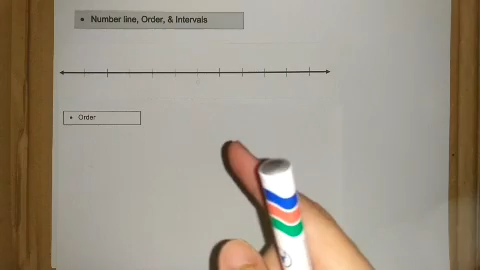 • Number line, Order, & Intervals
• Order